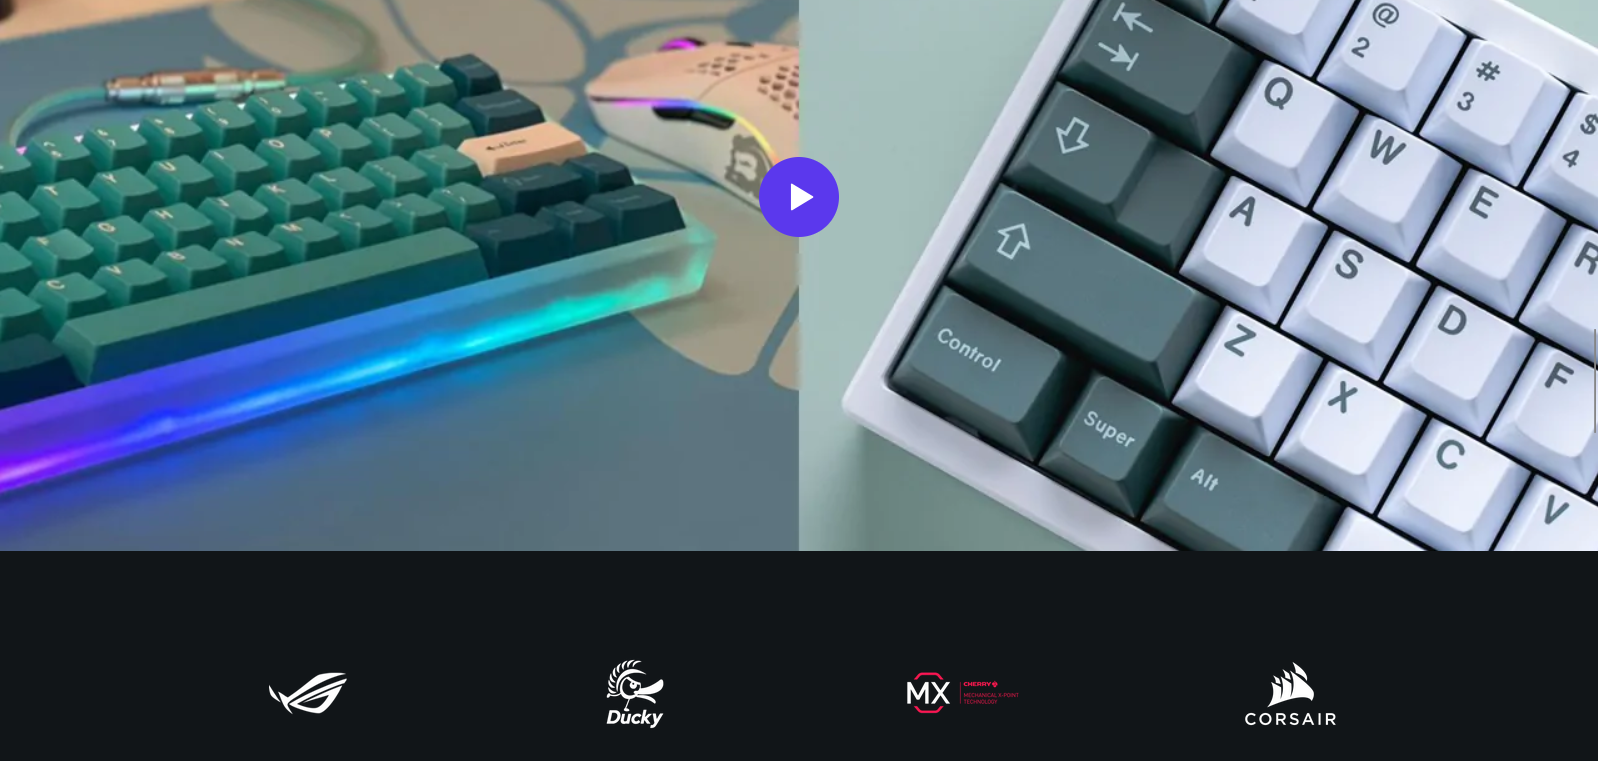 @
2
#
3
$
4
Q
W
E
R
A
S
D
F
Z
X
C
V
Control
Super
Alt
T
Y
U
O
K
L
G
H
C
V
B
N
M
Ducky
MX
CHERRY
MECHANICAL X-POINT
TECHNOLOGY
CORSAIR